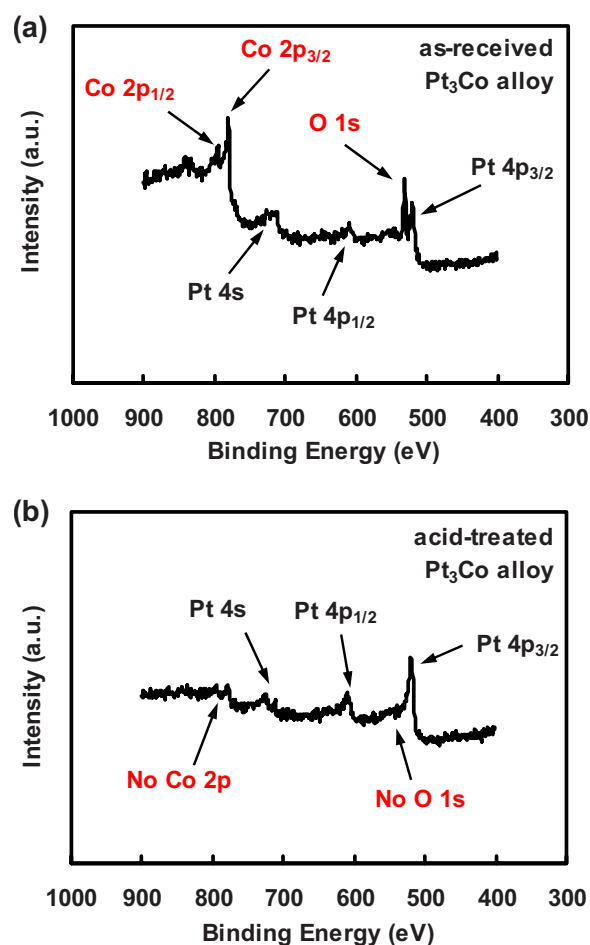 (a)
as-received
Pt₃Co alloy
Co 2p₃/₂
Co 2p₁/₂
O 1s
Pt 4p₃/₂
Pt 4s
Pt 4p₁/₂
Intensity (a.u.)
1000 900 800 700 600 500 400 300
Binding Energy (eV)
(b)
acid-treated
Pt₃Co alloy
Pt 4s
Pt 4p₁/₂
Pt 4p₃/₂
No Co 2p
No O 1s
Intensity (a.u.)
1000 900 800 700 600 500 400 300
Binding Energy (eV)